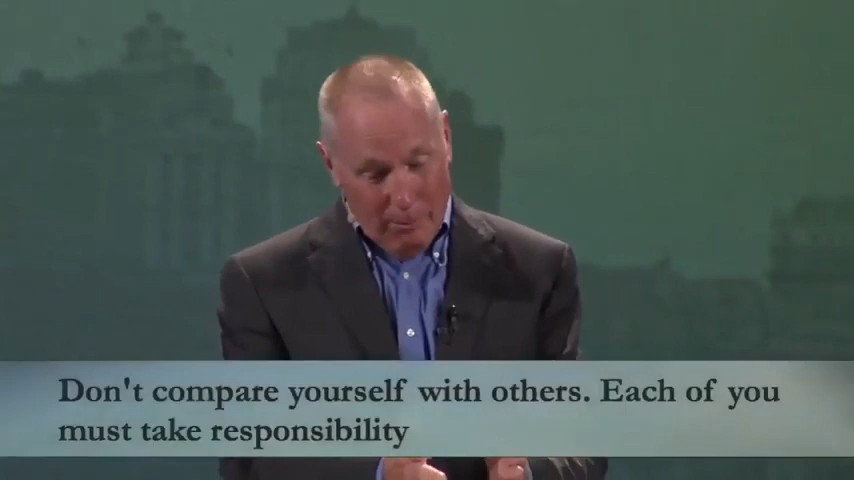 Don't compare yourself with others. Each of you
must take responsibility